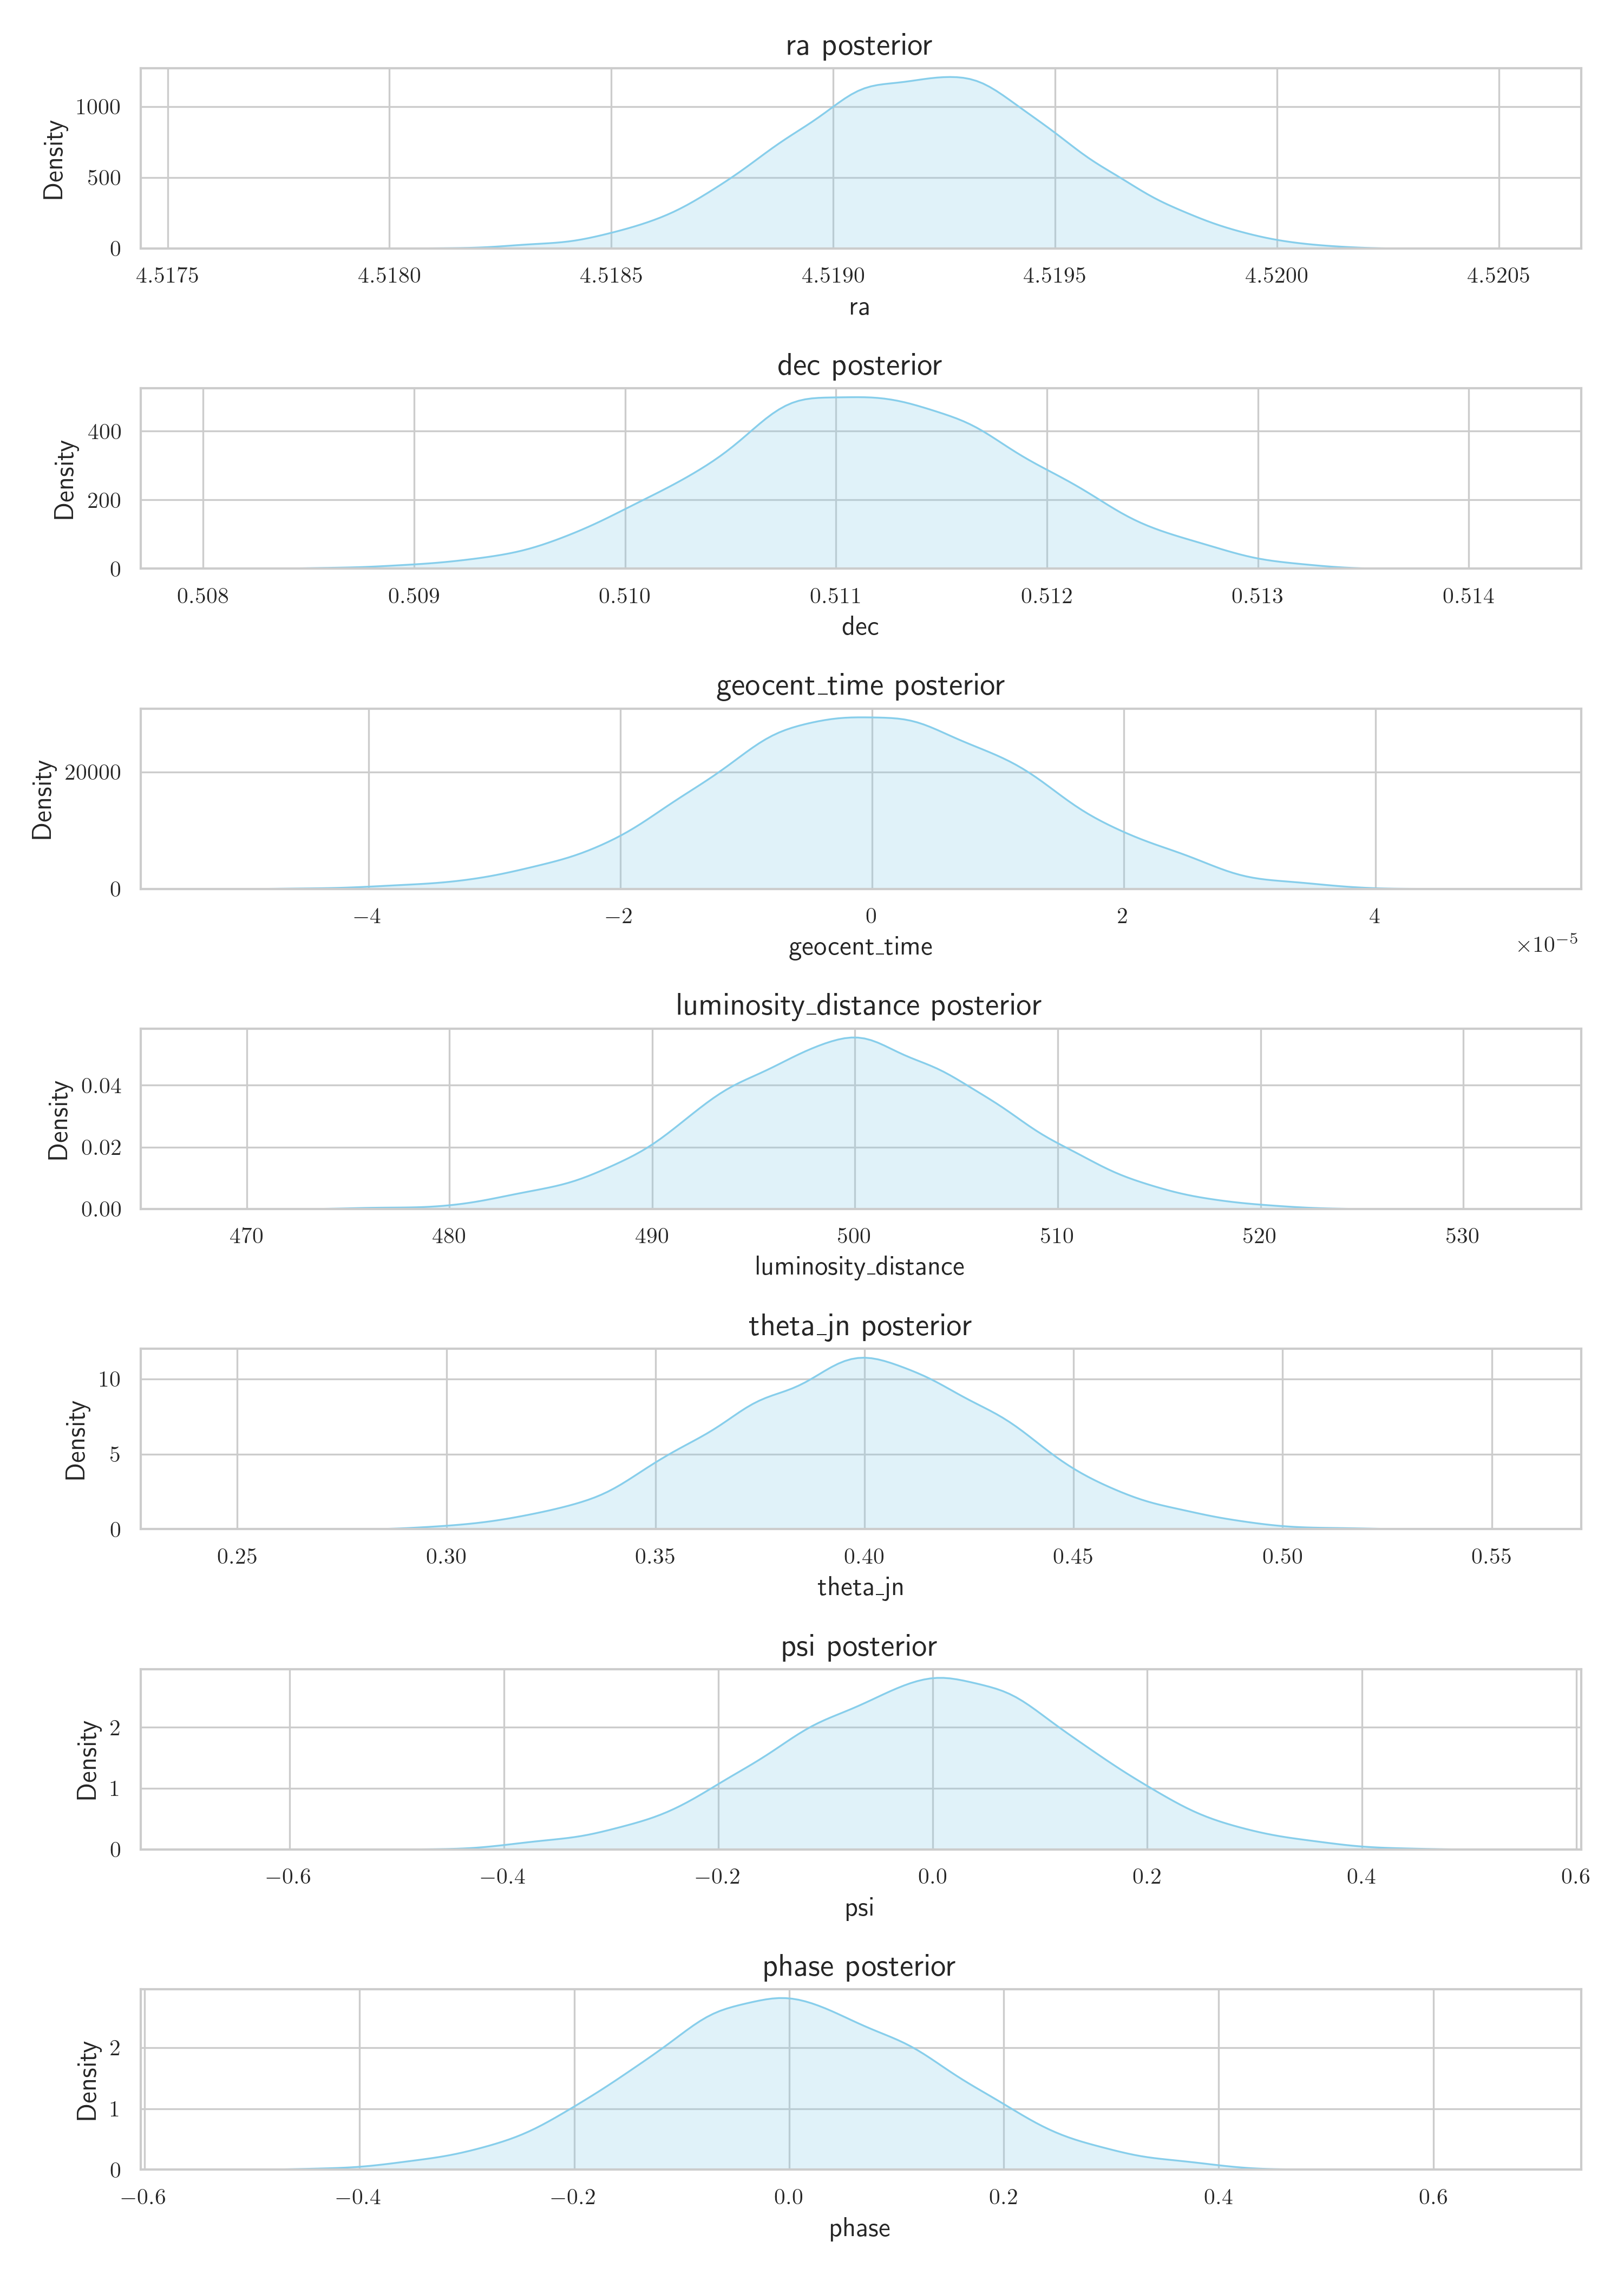 ra posterior
Density
1000
500
0
4.5175 4.5180 4.5185 4.5190 4.5195 4.5200 4.5205
ra
dec posterior
Density
400
200
0
0.508 0.509 0.510 0.511 0.512 0.513 0.514
dec
geocent_time posterior
Density
20000
0
−4 −2 0 2 4
geocent_time
×10⁻⁵
luminosity_distance posterior
Density
0.04
0.02
0.00
470 480 490 500 510 520 530
luminosity_distance
theta_jn posterior
Density
10
5
0
0.25 0.30 0.35 0.40 0.45 0.50 0.55
theta_jn
psi posterior
Density
2
1
0
−0.6 −0.4 −0.2 0.0 0.2 0.4 0.6
psi
phase posterior
Density
2
1
0
−0.6 −0.4 −0.2 0.0 0.2 0.4 0.6
phase